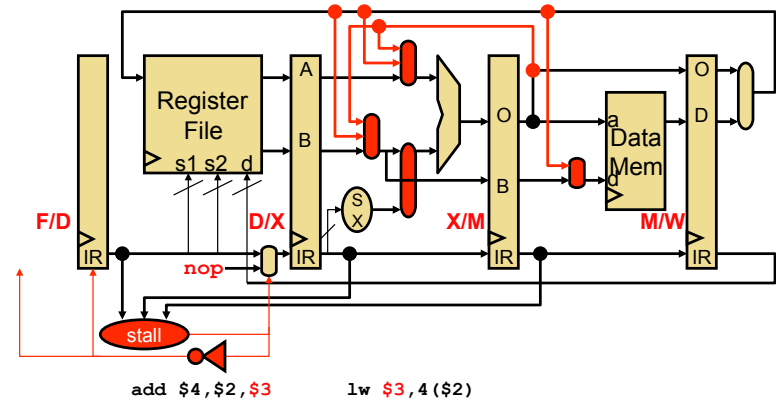 A
O
O
Register
File
B
a
D
Data
Mem
S
X
B
d
s1 s2 d
F/D
D/X
X/M
M/W
IR
IR
IR
IR
nop
stall
add $4,$2,$3
lw $3,4($2)